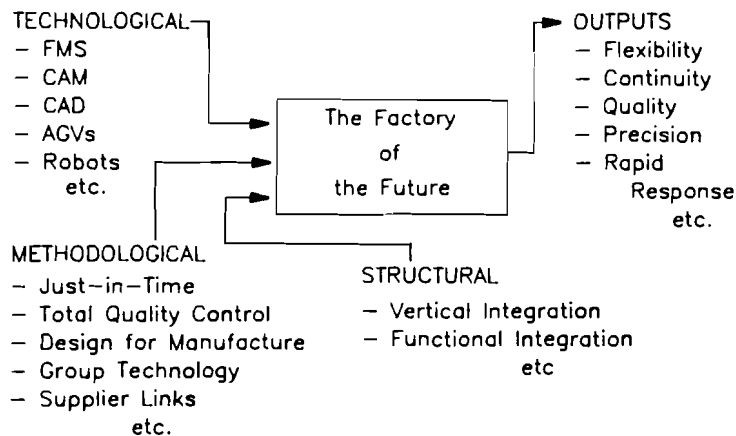 TECHNOLOGICAL
– FMS
– CAM
– CAD
– AGVs
– Robots
etc.
The Factory
of
the Future
OUTPUTS
– Flexibility
– Continuity
– Quality
– Precision
– Rapid
Response
etc.
METHODOLOGICAL
– Just–in–Time
– Total Quality Control
– Design for Manufacture
– Group Technology
– Supplier Links
etc.
STRUCTURAL
– Vertical Integration
– Functional Integration
etc